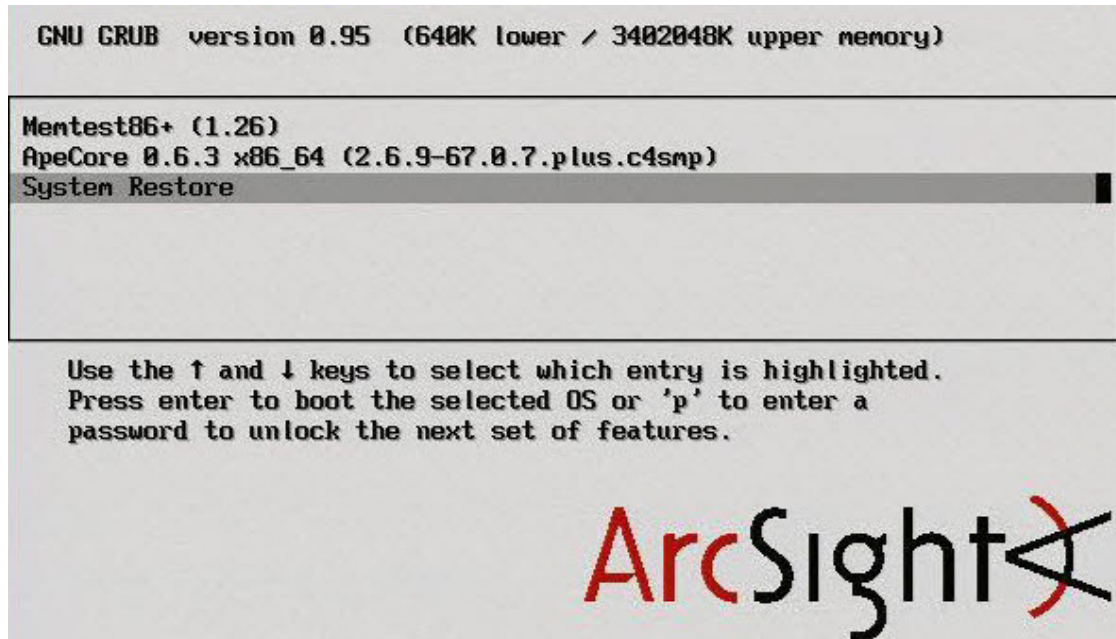 GNU GRUB version 0.95 (640K lower / 3402048K upper memory)
Memtest86+ (1.26)
ApeCore 0.6.3 x86_64 (2.6.9-67.0.7.plus.c4smp)
System Restore
Use the ↑ and ↓ keys to select which entry is highlighted.
Press enter to boot the selected OS or 'p' to enter a
password to unlock the next set of features.
ArcSight